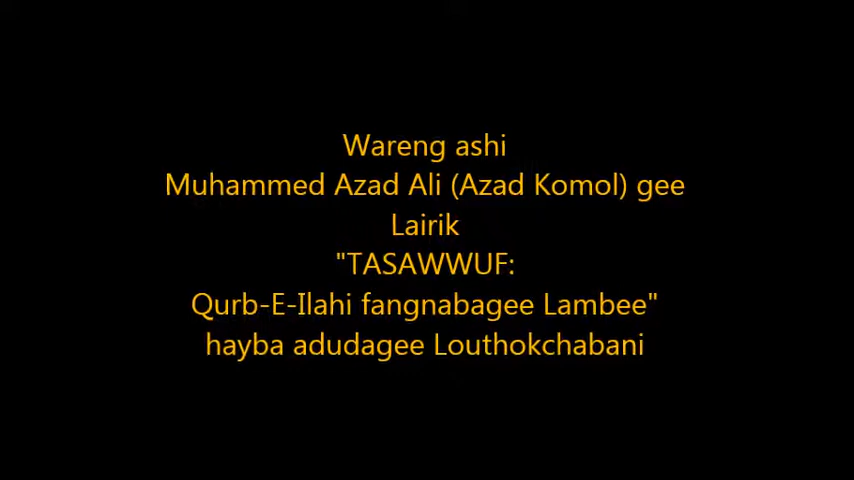 Wareng ashi
Muhammed Azad Ali (Azad Komol) gee
Lairik
"TASAWWUF:
Qurb-E-Ilahi fangnabagee Lambee"
hayba adudagee Louthokchabani